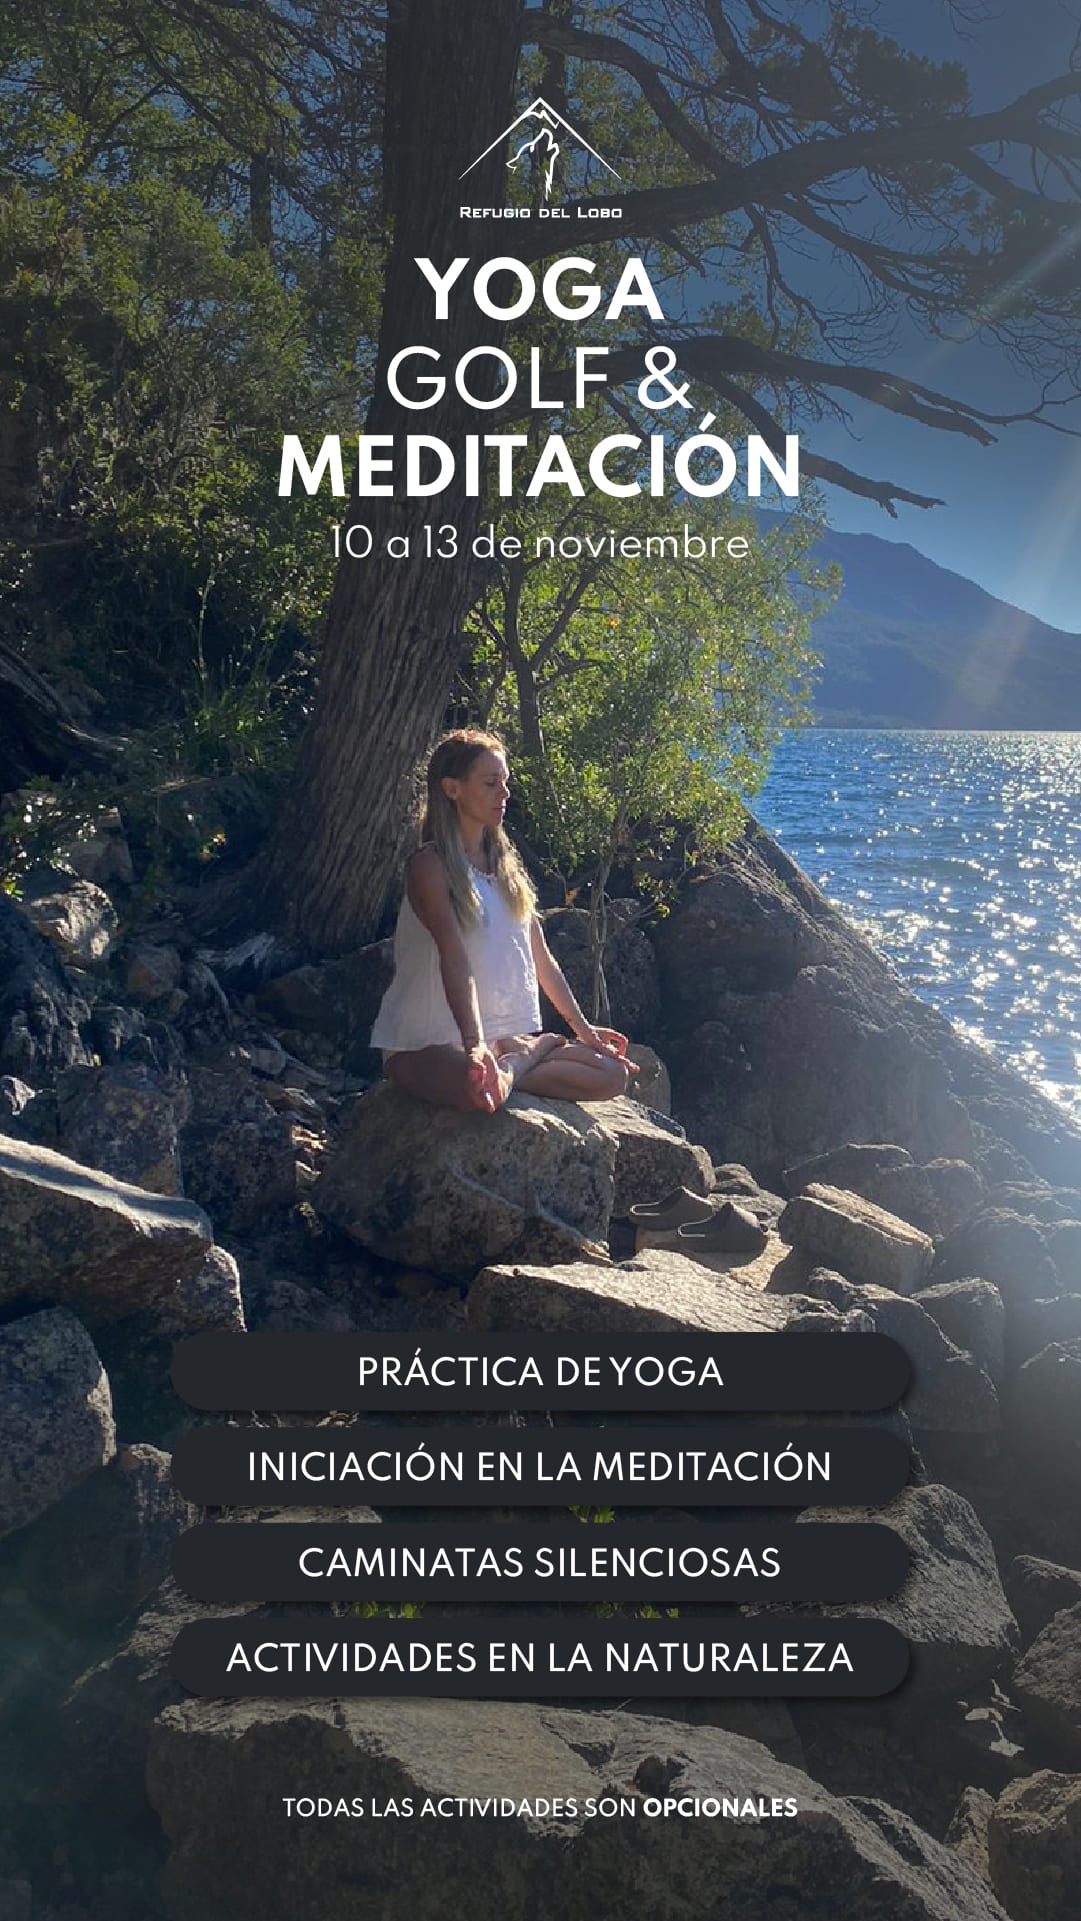 Refugio del Lobo
YOGA
GOLF &
MEDITACIÓN
10 a 13 de noviembre
PRÁCTICA DE YOGA
INICIACIÓN EN LA MEDITACIÓN
CAMINATAS SILENCIOSAS
ACTIVIDADES EN LA NATURALEZA
TODAS LAS ACTIVIDADES SON OPCIONALES